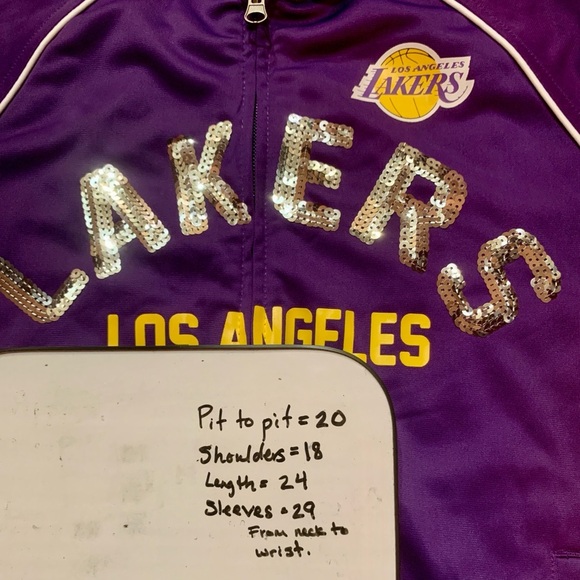 LOS ANGELES
LAKERS
LAKERS
LOS ANGELES
Pit to pit = 20
Shoulders = 18
Length = 24
Sleeves = 29
From neck to
wrist.